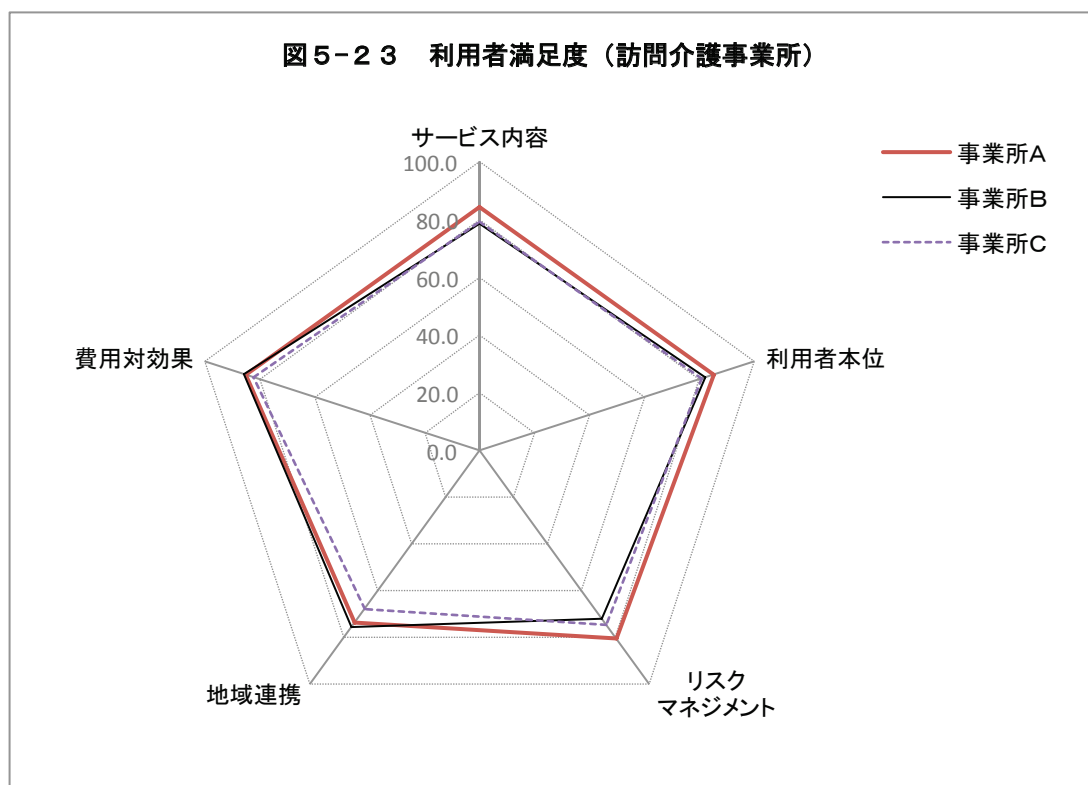 図5-23 利用者満足度(訪問介護事業所)
サービス内容
100.0
80.0
60.0
40.0
20.0
0.0
事業所A
事業所B
事業所C
費用対効果
利用者本位
地域連携
リスク
マネジメント